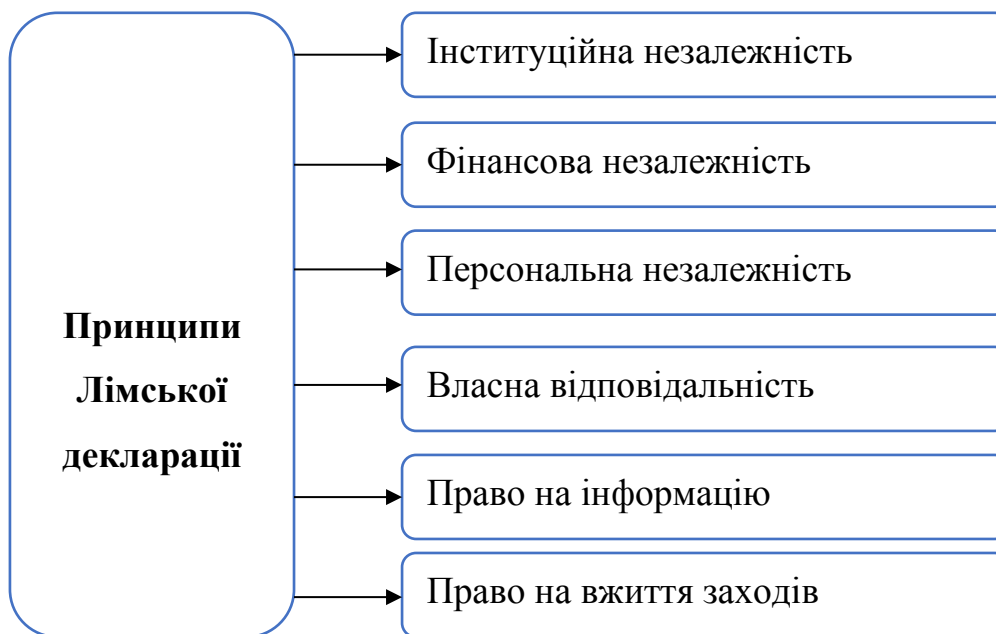 Принципи
Лімської
декларації
Інституційна незалежність
Фінансова незалежність
Персональна незалежність
Власна відповідальність
Право на інформацію
Право на вжиття заходів